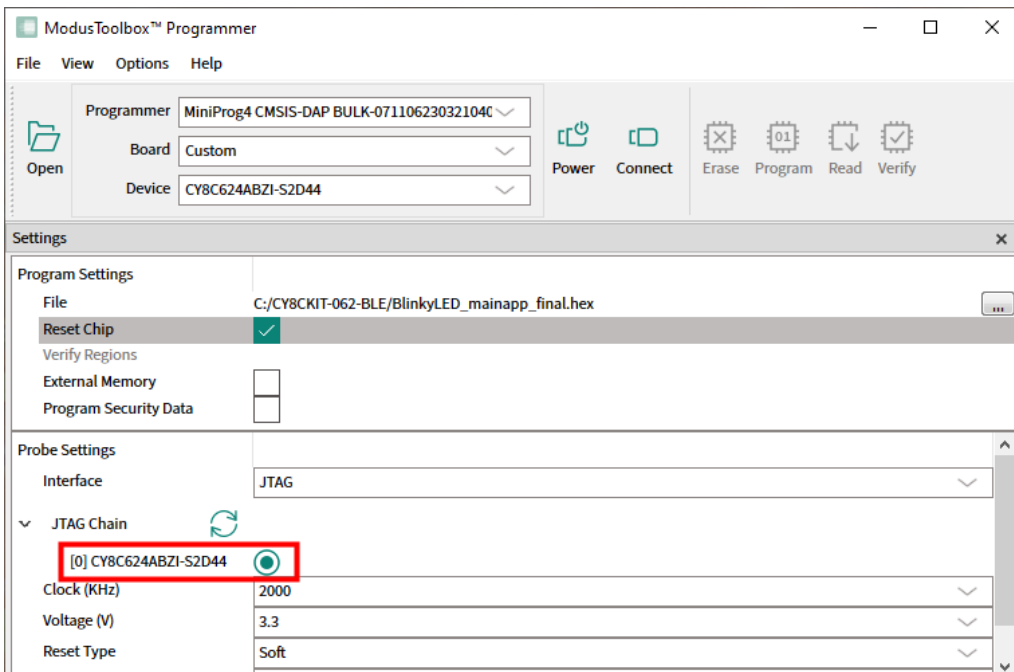 ModusToolbox™ Programmer
File View Options Help
Programmer MiniProg4 CMSIS-DAP BULK-071106230321040
Board Custom
Device CY8C624ABZI-S2D44
Open
Power Connect Erase Program Read Verify
01
Settings
Program Settings
File C:/CY8CKIT-062-BLE/BlinkyLED_mainapp_final.hex ...
Reset Chip
Verify Regions
External Memory
Program Security Data
Probe Settings
Interface JTAG
JTAG Chain
[0] CY8C624ABZI-S2D44
Clock (KHz) 2000
Voltage (V) 3.3
Reset Type Soft